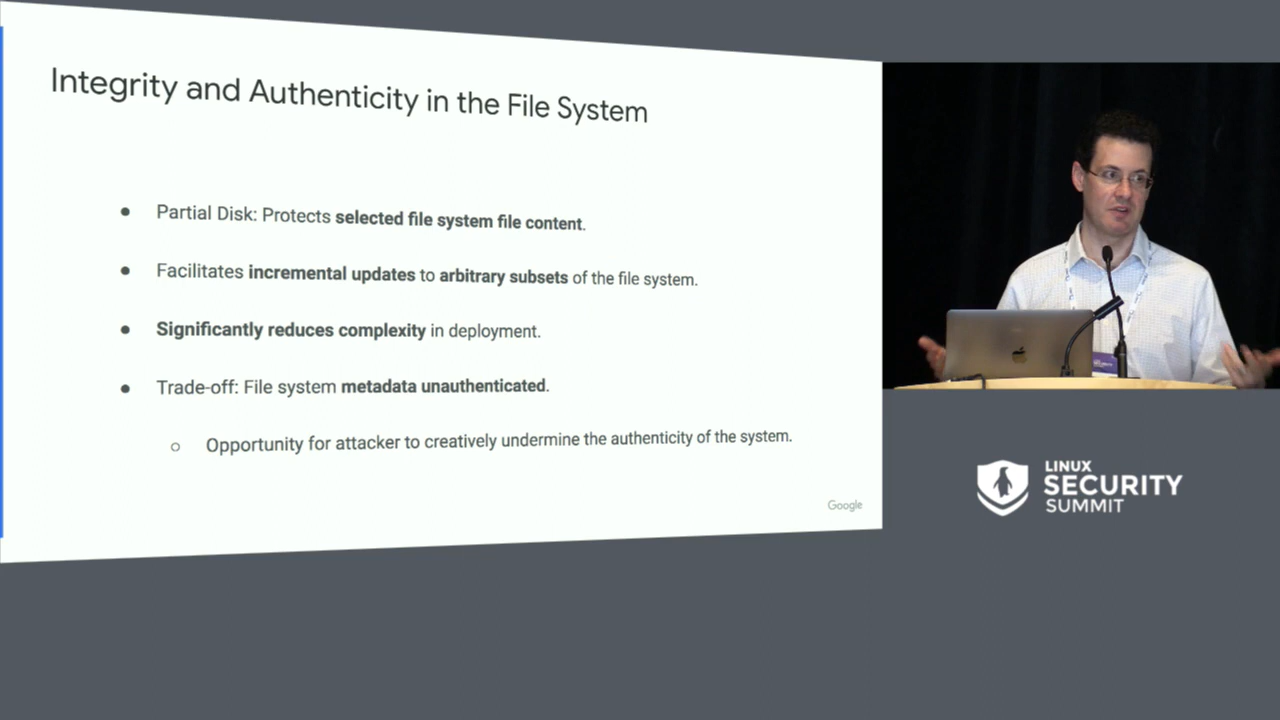 Integrity and Authenticity in the File System
● Partial Disk: Protects selected file system file content.
● Facilitates incremental updates to arbitrary subsets of the file system.
● Significantly reduces complexity in deployment.
● Trade-off: File system metadata unauthenticated.
○ Opportunity for attacker to creatively undermine the authenticity of the system.
Google
LINUX
SECURITY
SUMMIT